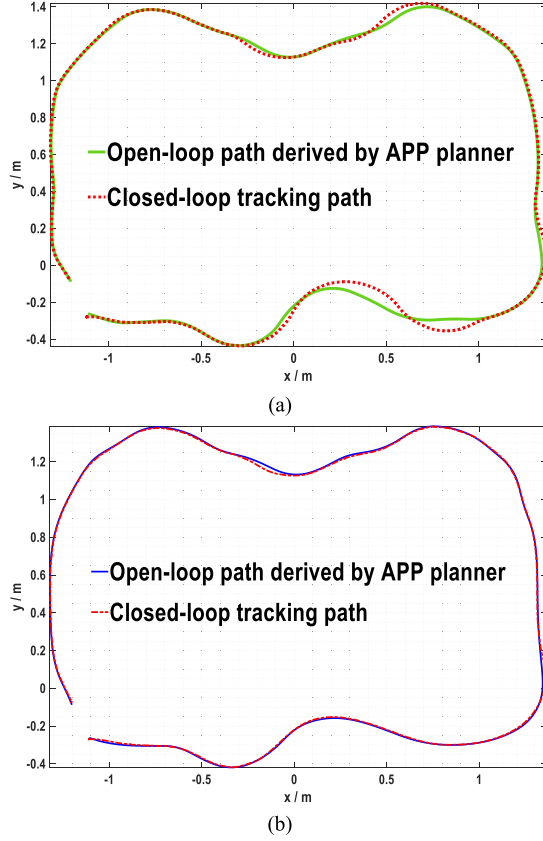 1.4
1.2
1
0.8
0.6
0.4
0.2
0
-0.2
-0.4
y / m
Open-loop path derived by APP planner
Closed-loop tracking path
-1
-0.5
0
0.5
1
x / m
(a)
1.2
1
0.8
0.6
0.4
0.2
0
-0.2
-0.4
y / m
Open-loop path derived by APP planner
Closed-loop tracking path
-1
-0.5
0
0.5
1
x / m
(b)